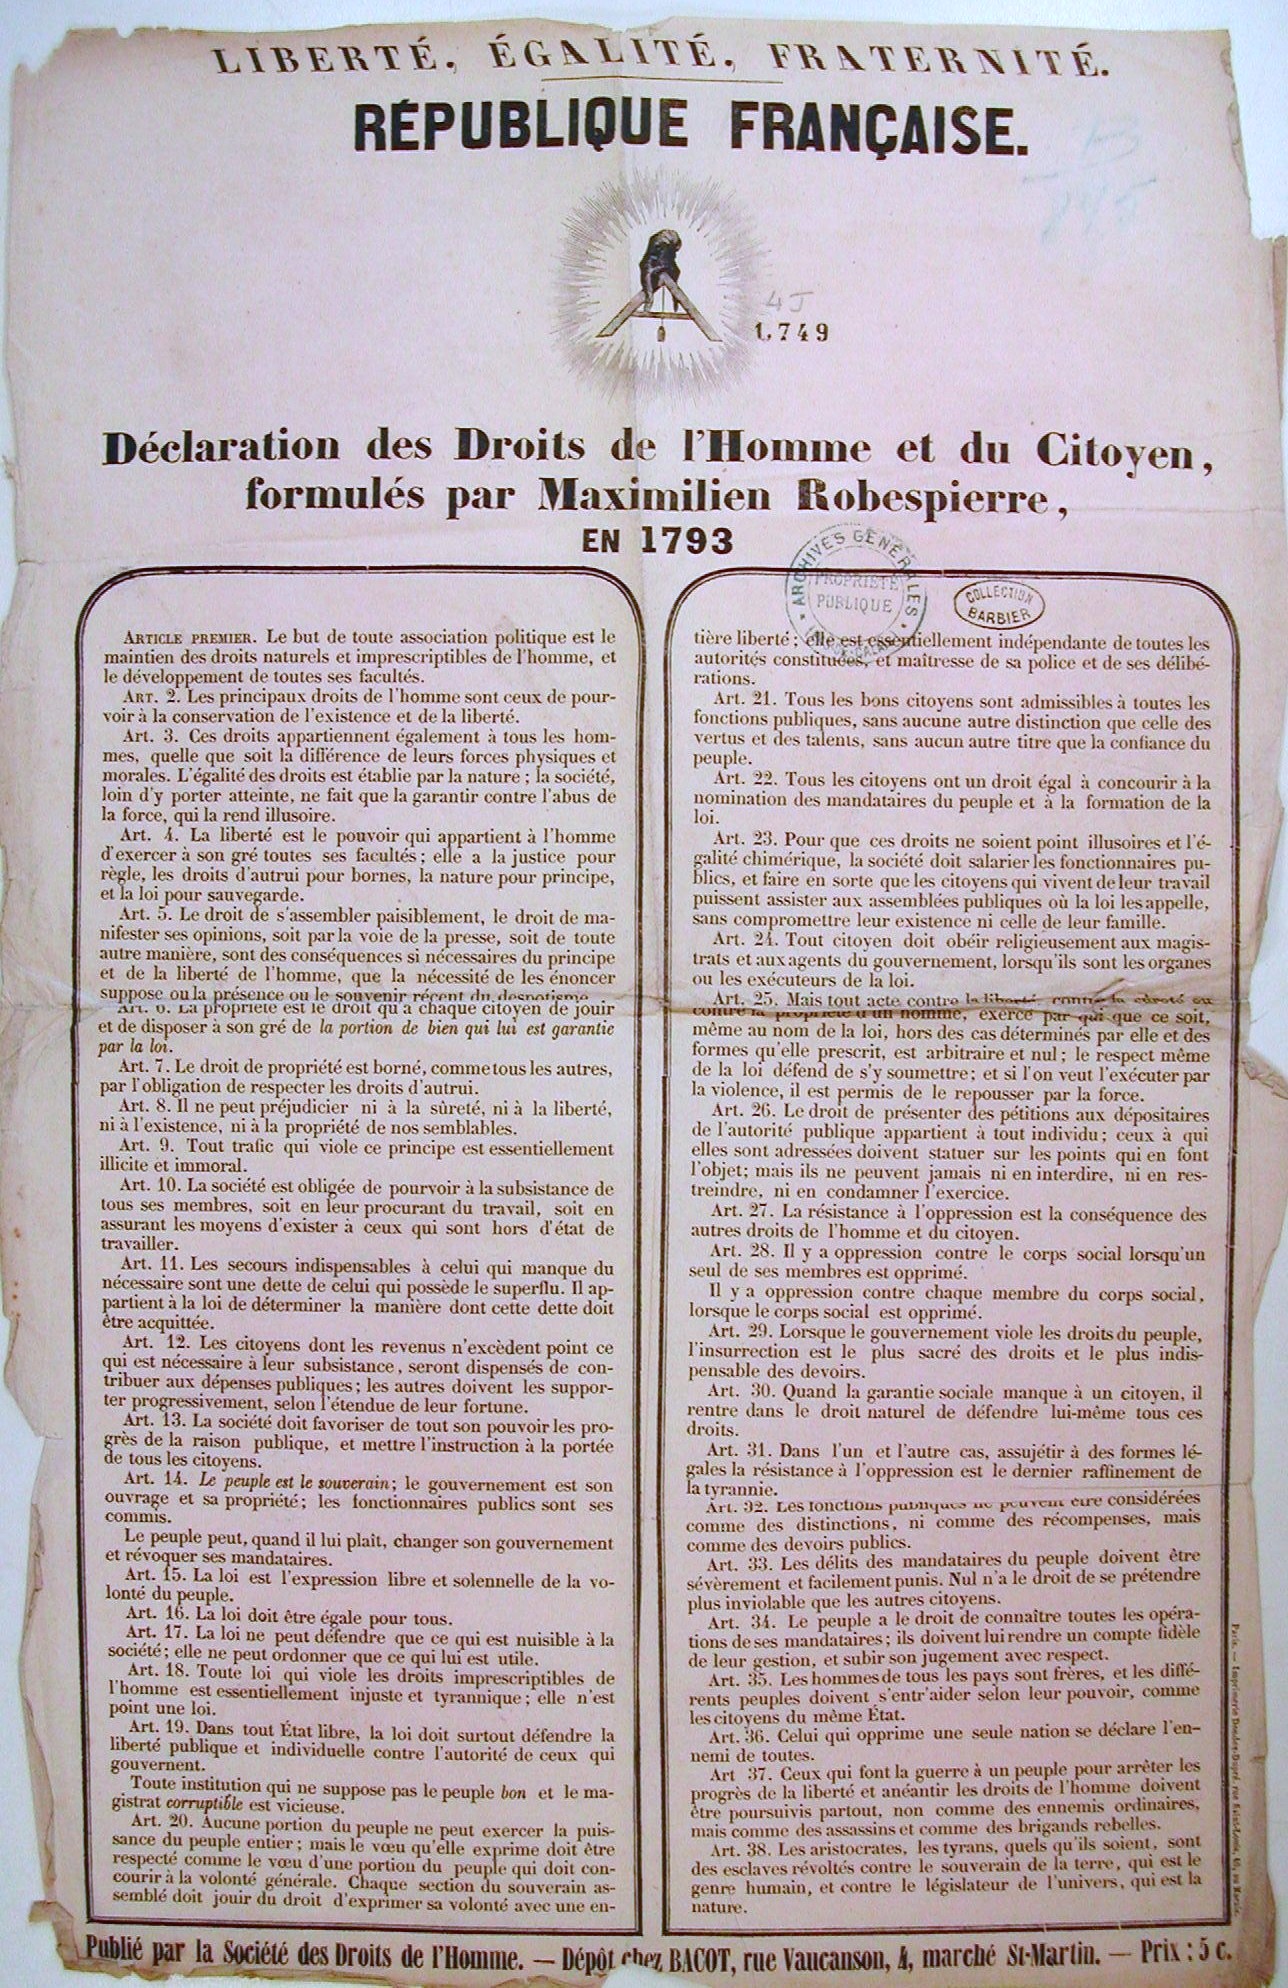 LIBERTÉ, ÉGALITÉ, FRATERNITÉ.
RÉPUBLIQUE FRANÇAISE.
4 J
1,749
Déclaration des Droits de l'Homme et du Citoyen,
formulés par Maximilien Robespierre,
EN 1793
ARCHIVES GÉNÉRALES
PROPRIÉTÉ
PUBLIQUE
COLLECTION
BARBIER
ARTICLE PREMIER. Le but de toute association politique est le
maintien des droits naturels et imprescriptibles de l'homme, et
le développement de toutes ses facultés.
ART. 2. Les principaux droits de l'homme sont ceux de pour-
voir à la conservation de l'existence et de la liberté.
Art. 3. Ces droits appartiennent également à tous les hom-
mes, quelle que soit la différence de leurs forces physiques et
morales. L'égalité des droits est établie par la nature ; la société,
loin d'y porter atteinte, ne fait que la garantir contre l'abus de
la force, qui la rend illusoire.
Art. 4. La liberté est le pouvoir qui appartient à l'homme
d'exercer à son gré toutes ses facultés ; elle a la justice pour
règle, les droits d'autrui pour bornes, la nature pour principe,
et la loi pour sauvegarde.
Art. 5. Le droit de s'assembler paisiblement, le droit de ma-
nifester ses opinions, soit par la voie de la presse, soit de toute
autre manière, sont des conséquences si nécessaires du principe
et de la liberté de l'homme, que la nécessité de les énoncer
suppose ou la présence ou le souvenir récent du despotisme.
Art. 6. La propriété est le droit qu'a chaque citoyen de jouir
et de disposer à son gré de la portion de bien qui lui est garantie
par la loi.
Art. 7. Le droit de propriété est borné, comme tous les autres,
par l'obligation de respecter les droits d'autrui.
Art. 8. Il ne peut préjudicier ni à la sûreté, ni à la liberté,
ni à l'existence, ni à la propriété de nos semblables.
Art. 9. Tout trafic qui viole ce principe est essentiellement
illicite et immoral.
Art. 10. La société est obligée de pourvoir à la subsistance de
tous ses membres, soit en leur procurant du travail, soit en
assurant les moyens d'exister à ceux qui sont hors d'état de
travailler.
Art. 11. Les secours indispensables à celui qui manque du
nécessaire sont une dette de celui qui possède le superflu. Il ap-
partient à la loi de déterminer la manière dont cette dette doit
être acquittée.
Art. 12. Les citoyens dont les revenus n'excèdent point ce
qui est nécessaire à leur subsistance, seront dispensés de con-
tribuer aux dépenses publiques ; les autres doivent les suppor-
ter progressivement, selon l'étendue de leur fortune.
Art. 13. La société doit favoriser de tout son pouvoir les pro-
grès de la raison publique, et mettre l'instruction à la portée
de tous les citoyens.
Art. 14. Le peuple est le souverain ; le gouvernement est son
ouvrage et sa propriété ; les fonctionnaires publics sont ses
commis.
Le peuple peut, quand il lui plaît, changer son gouvernement
et révoquer ses mandataires.
Art. 15. La loi est l'expression libre et solennelle de la vo-
lonté du peuple.
Art. 16. La loi doit être égale pour tous.
Art. 17. La loi ne peut défendre que ce qui est nuisible à la
société ; elle ne peut ordonner que ce qui lui est utile.
Art. 18. Toute loi qui viole les droits imprescriptibles de
l'homme est essentiellement injuste et tyrannique ; elle n'est
point une loi.
Art. 19. Dans tout État libre, la loi doit surtout défendre la
liberté publique et individuelle contre l'autorité de ceux qui
gouvernent.
Toute institution qui ne suppose pas le peuple bon et le ma-
gistrat corruptible est vicieuse.
Art. 20. Aucune portion du peuple ne peut exercer la puis-
sance du peuple entier ; mais le vœu qu'elle exprime doit être
respecté comme le vœu d'une portion du peuple qui doit con-
courir à la volonté générale. Chaque section du souverain as-
semblé doit jouir du droit d'exprimer sa volonté avec une en-
tière liberté ; elle est essentiellement indépendante de toutes les
autorités constituées, et maîtresse de sa police et de ses délibé-
rations.
Art. 21. Tous les bons citoyens sont admissibles à toutes les
fonctions publiques, sans aucune autre distinction que celle des
vertus et des talents, sans aucun autre titre que la confiance du
peuple.
Art. 22. Tous les citoyens ont un droit égal à concourir à la
nomination des mandataires du peuple et à la formation de la
loi.
Art. 23. Pour que ces droits ne soient point illusoires et l'é-
galité chimérique, la société doit salarier les fonctionnaires pu-
blics, et faire en sorte que les citoyens qui vivent de leur travail
puissent assister aux assemblées publiques où la loi les appelle,
sans compromettre leur existence ni celle de leur famille.
Art. 24. Tout citoyen doit obéir religieusement aux magis-
trats et aux agents du gouvernement, lorsqu'ils sont les organes
ou les exécuteurs de la loi.
Art. 25. Mais tout acte contre la liberté, contre la sûreté ou
contre la propriété d'un homme, exercé par qui que ce soit,
même au nom de la loi, hors des cas déterminés par elle et des
formes qu'elle prescrit, est arbitraire et nul ; le respect même
de la loi défend de s'y soumettre ; et si l'on veut l'exécuter par
la violence, il est permis de le repousser par la force.
Art. 26. Le droit de présenter des pétitions aux dépositaires
de l'autorité publique appartient à tout individu ; ceux à qui
elles sont adressées doivent statuer sur les points qui en font
l'objet ; mais ils ne peuvent jamais ni en interdire, ni en res-
treindre, ni en condamner l'exercice.
Art. 27. La résistance à l'oppression est la conséquence des
autres droits de l'homme et du citoyen.
Art. 28. Il y a oppression contre le corps social lorsqu'un
seul de ses membres est opprimé.
Il y a oppression contre chaque membre du corps social,
lorsque le corps social est opprimé.
Art. 29. Lorsque le gouvernement viole les droits du peuple,
l'insurrection est le plus sacré des droits et le plus indis-
pensable des devoirs.
Art. 30. Quand la garantie sociale manque à un citoyen, il
rentre dans le droit naturel de défendre lui-même tous ces
droits.
Art. 31. Dans l'un et l'autre cas, assujétir à des formes lé-
gales la résistance à l'oppression est le dernier raffinement de
la tyrannie.
Art. 32. Les fonctions publiques ne peuvent être considérées
comme des distinctions, ni comme des récompenses, mais
comme des devoirs publics.
Art. 33. Les délits des mandataires du peuple doivent être
sévèrement et facilement punis. Nul n'a le droit de se prétendre
plus inviolable que les autres citoyens.
Art. 34. Le peuple a le droit de connaître toutes les opéra-
tions de ses mandataires ; ils doivent lui rendre un compte fidèle
de leur gestion, et subir son jugement avec respect.
Art. 35. Les hommes de tous les pays sont frères, et les diffé-
rents peuples doivent s'entr'aider selon leur pouvoir, comme
les citoyens du même État.
Art. 36. Celui qui opprime une seule nation se déclare l'en-
nemi de toutes.
Art 37. Ceux qui font la guerre à un peuple pour arrêter les
progrès de la liberté et anéantir les droits de l'homme doivent
être poursuivis partout, non comme des ennemis ordinaires,
mais comme des assassins et comme des brigands rebelles.
Art. 38. Les aristocrates, les tyrans, quels qu'ils soient, sont
des esclaves révoltés contre le souverain de la terre, qui est le
genre humain, et contre le législateur de l'univers, qui est la
nature.
Paris. — Imprimerie Dondey-Dupré, rue Saint-Louis, 46, au Marais.
Publié par la Société des Droits de l'Homme. — Dépôt chez BACOT, rue Vaucanson, 4, marché St-Martin. — Prix : 5 c.